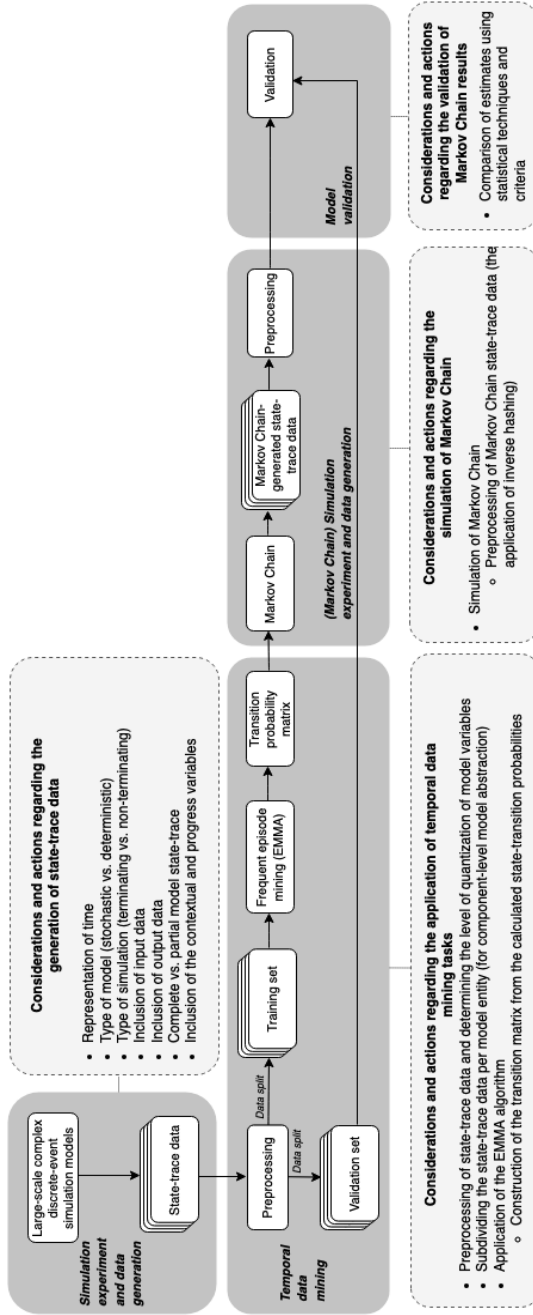 Large-scale complex
discrete-event
simulation models
State-trace data
Simulation
experiment
and data
generation
Considerations and actions regarding the
generation of state-trace data
• Representation of time
• Type of model (stochastic vs. deterministic)
• Type of simulation (terminating vs. non-terminating)
• Inclusion of input data
• Inclusion of output data
• Complete vs. partial model state-trace
• Inclusion of the contextual and progress variables
Preprocessing
Data split
Data split
Validation set
Training set
Frequent episode
mining (EMMA)
Transition
probability
matrix
Temporal
data
mining
Markov Chain
Markov Chain-
generated state-
trace data
Preprocessing
(Markov Chain) Simulation
experiment and data generation
Validation
Model
validation
Considerations and actions regarding the application of temporal data
mining tasks
• Preprocessing of state-trace data and determining the level of quantization of model variables
• Subdividing the state-trace data per model entity (for component-level model abstraction)
• Application of the EMMA algorithm
○ Construction of the transition matrix from the calculated state-transition probabilities
Considerations and actions regarding the
simulation of Markov Chain
• Simulation of Markov Chain
○ Preprocessing of Markov Chain state-trace data (the
application of inverse hashing)
Considerations and actions
regarding the validation of
Markov Chain results
• Comparison of estimates using
statistical techniques and
criteria